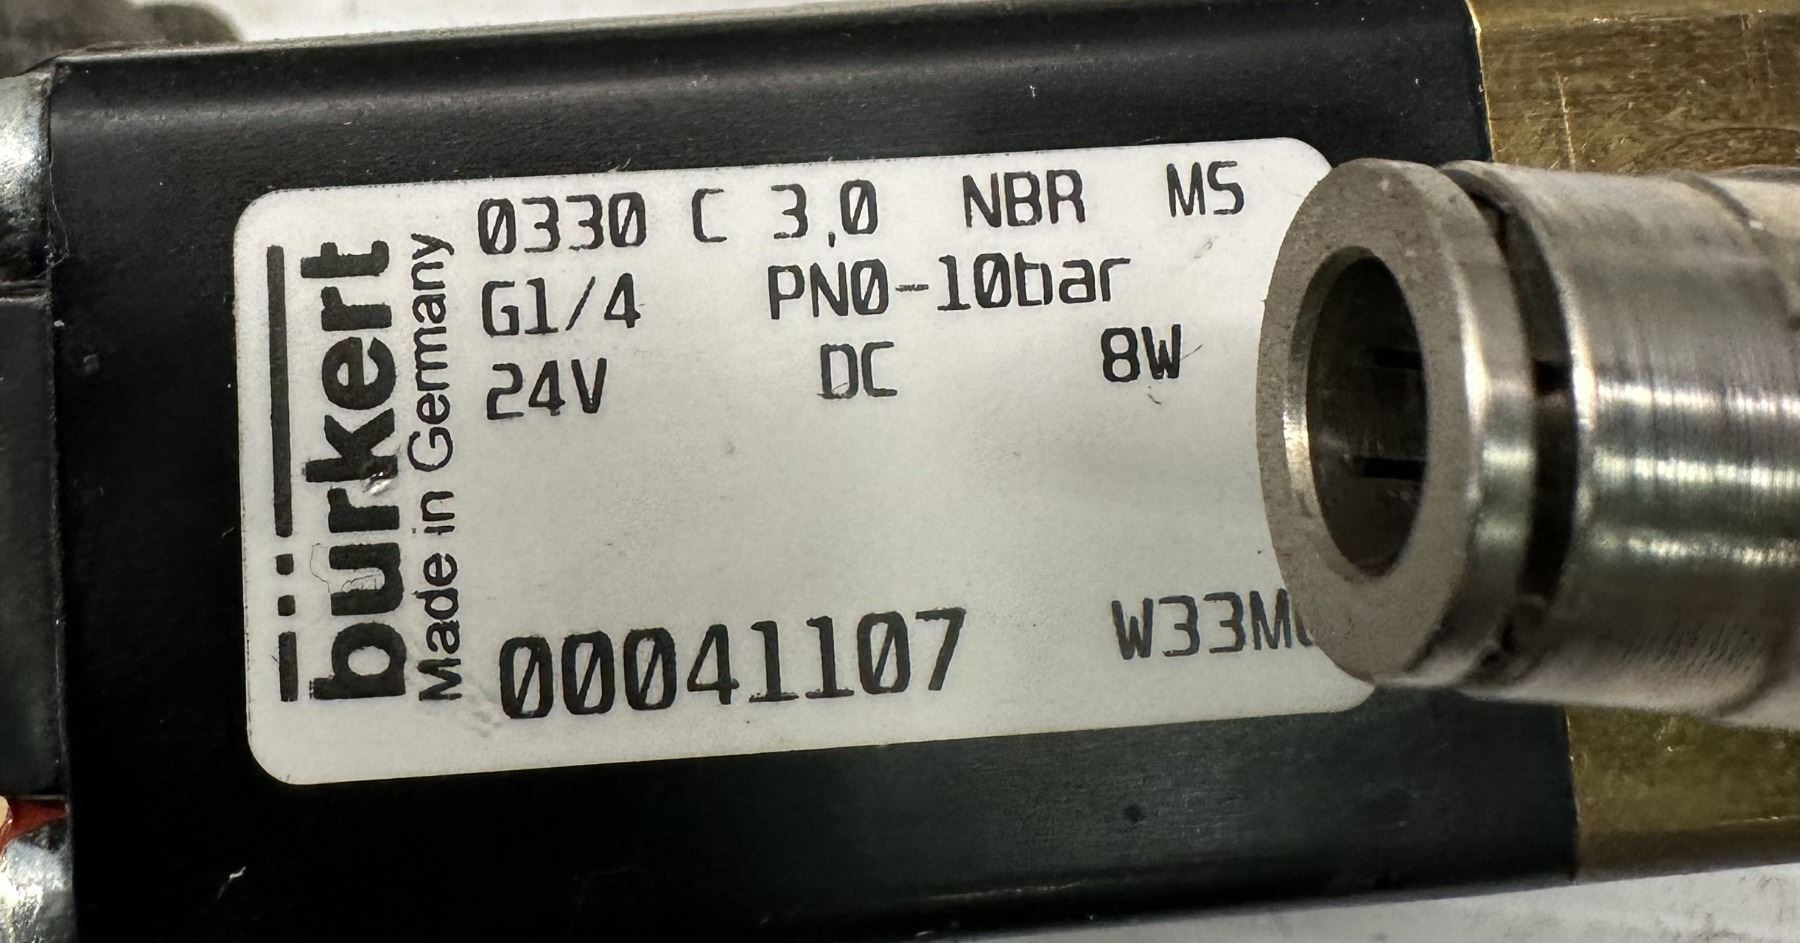 bürkert
Made in Germany
0330 C 3,0 NBR MS
G1/4 PN0-10bar
24V DC 8W
00041107